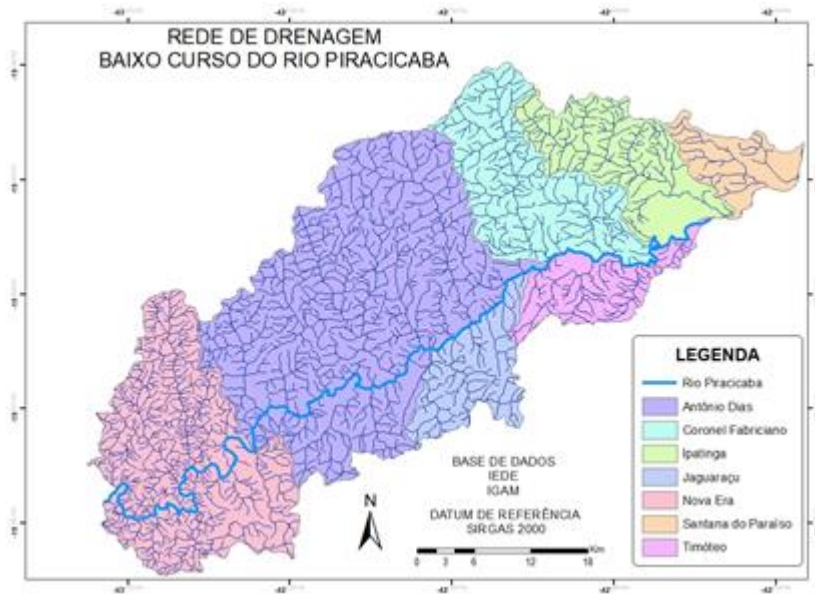 REDE DE DRENAGEM
BAIXO CURSO DO RIO PIRACICABA
LEGENDA
Rio Piracicaba
Antônio Dias
Coronel Fabriciano
Ipatinga
Jaguaraçu
Nova Era
Santana do Paraíso
Timóteo
BASE DE DADOS
IEDE
IGAM
DATUM DE REFERÊNCIA
SIRGAS 2000
N
Km
0 3 6 12 18